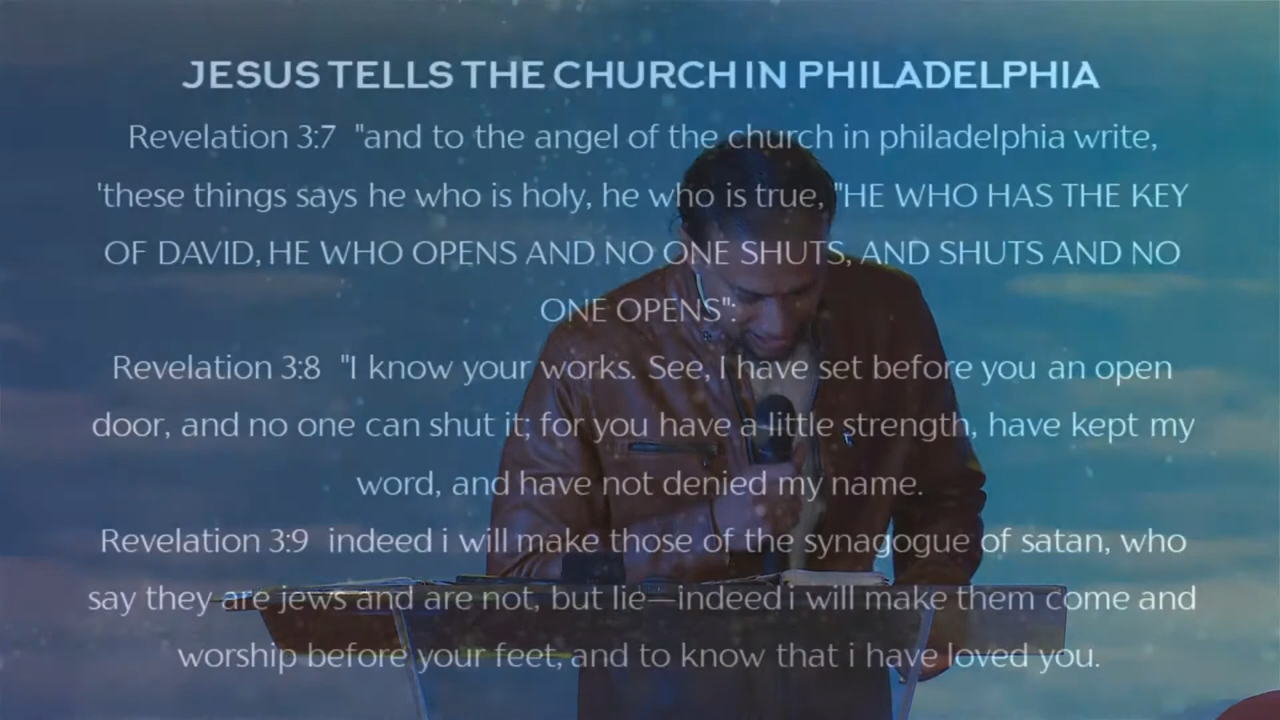 JESUS TELLS THE CHURCH IN PHILADELPHIA
Revelation 3:7 "and to the angel of the church in philadelphia write,
'these things says he who is holy, he who is true, "HE WHO HAS THE KEY
OF DAVID, HE WHO OPENS AND NO ONE SHUTS, AND SHUTS AND NO
ONE OPENS":
Revelation 3:8 "I know your works. See, I have set before you an open
door, and no one can shut it; for you have a little strength, have kept my
word, and have not denied my name.
Revelation 3:9 indeed i will make those of the synagogue of satan, who
say they are jews and are not, but lie—indeed i will make them come and
worship before your feet, and to know that i have loved you.